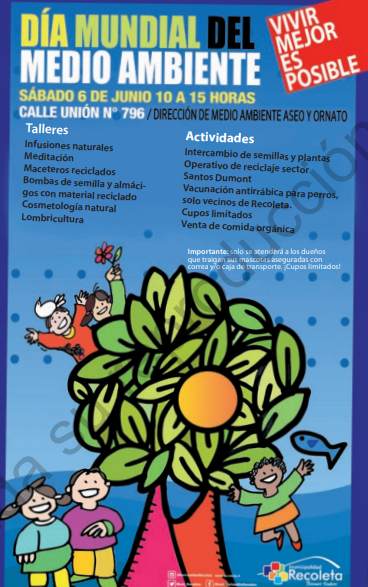 DÍA MUNDIAL DEL
MEDIO AMBIENTE
VIVIR
MEJOR
ES
POSIBLE
SÁBADO 6 DE JUNIO 10 A 15 HORAS
CALLE UNIÓN N° 796 / DIRECCIÓN DE MEDIO AMBIENTE ASEO Y ORNATO
Talleres
Infusiones naturales
Meditación
Maceteros reciclados
Bombas de semilla y almáci-
gos con material reciclado
Cosmetología natural
Lombricultura
Actividades
Intercambio de semillas y plantas
Operativo de reciclaje sector
Santos Dumont
Vacunación antirrábica para perros,
solo vecinos de Recoleta.
Cupos limitados
Venta de comida orgánica
Importante: solo se atenderá a los dueños
que traigan sus mascotas aseguradas con
correa y/o caja de transporte. ¡Cupos limitados!
municipalidad
Recoleta